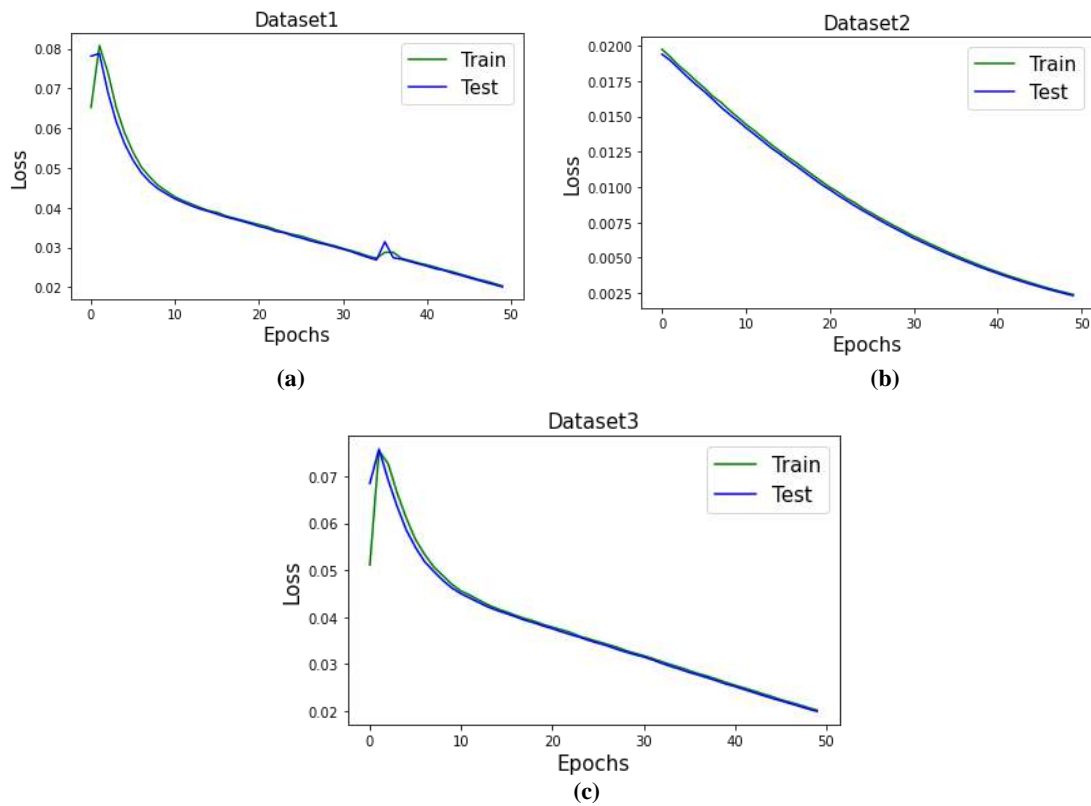 Dataset1
0.08
0.07
0.06
0.05
0.04
0.03
0.02
Loss
Train
Test
0 10 20 30 40 50
Epochs
(a)
Dataset2
0.0200
0.0175
0.0150
0.0125
0.0100
0.0075
0.0050
0.0025
Loss
Train
Test
0 10 20 30 40 50
Epochs
(b)
Dataset3
0.07
0.06
0.05
0.04
0.03
0.02
Loss
Train
Test
0 10 20 30 40 50
Epochs
(c)